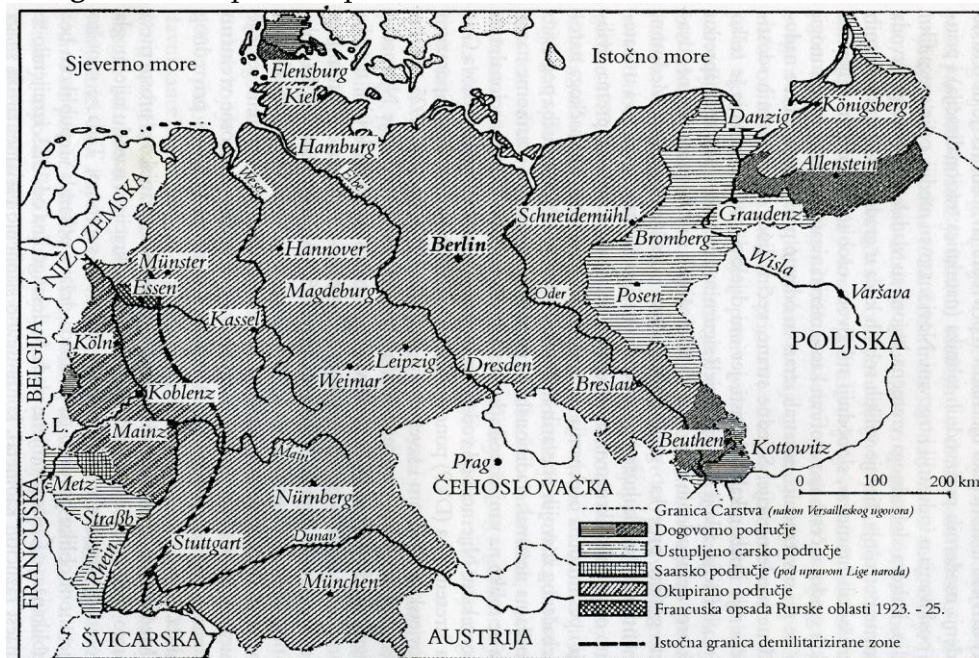 Sjeverno more
Istočno more
Flensburg
Kiel
Königsberg
Danzig
Hamburg
Allenstein
Weser
Elbe
NIZOZEMSKA
Schneidemühl
Graudenz
Hannover
Berlin
Bromberg
Münster
Wisla
Essen
Magdeburg
Oder
Posen
Varšava
Kassel
BELGIJA
Köln
POLJSKA
Leipzig
Dresden
Weimar
Breslau
Koblenz
L.
Mainz
Beuthen
Kottowitz
Main
Prag
Metz
ČEHOSLOVAČKA
0 100 200 km
Nürnberg
FRANCUSKA
Straßb.
Stuttgart
Dunav
Rhein
München
ŠVICARSKA
AUSTRIJA
Granica Carstva (nakon Versailleskog ugovora)
Dogovorno područje
Ustupljeno carsko područje
Saarsko područje (pod upravom Lige naroda)
Okupirano područje
Francuska opsada Rurske oblasti 1923. - 25.
Istočna granica demilitarizirane zone